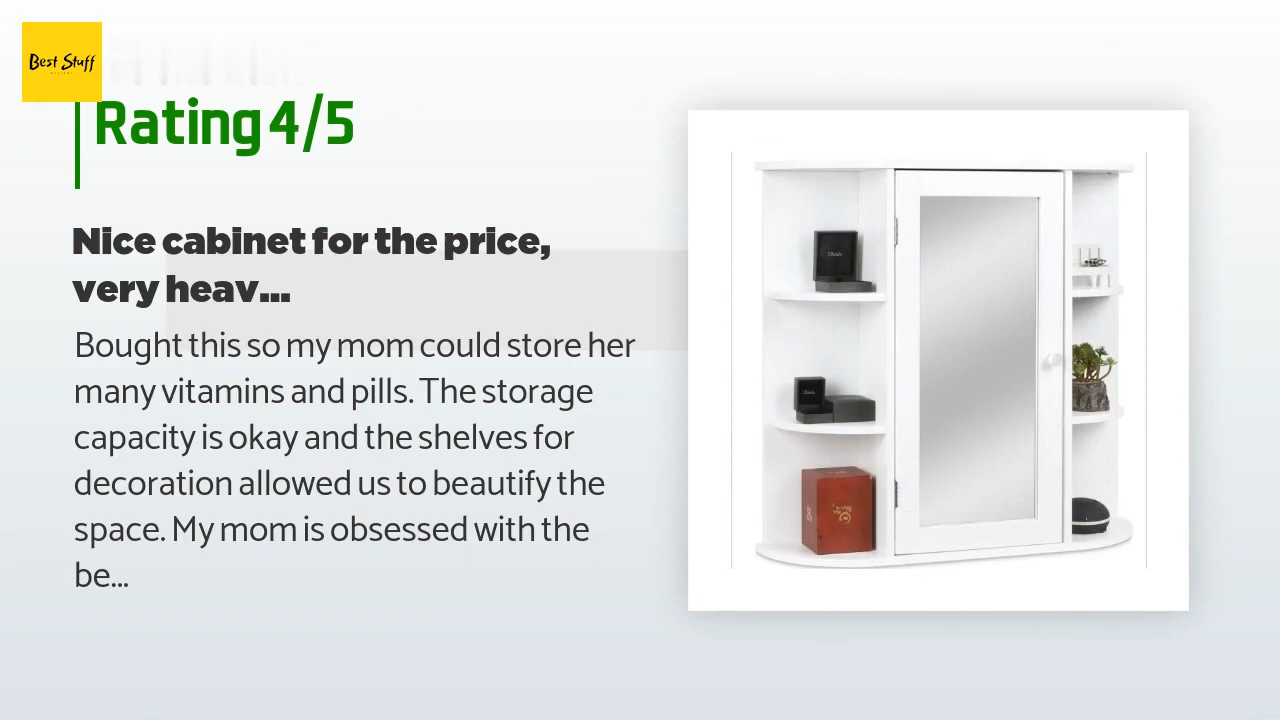 Best Stuff
Rating 4/5
Nice cabinet for the price,
very heav...
Bought this so my mom could store her
many vitamins and pills. The storage
capacity is okay and the shelves for
decoration allowed us to beautify the
space. My mom is obsessed with the
be...